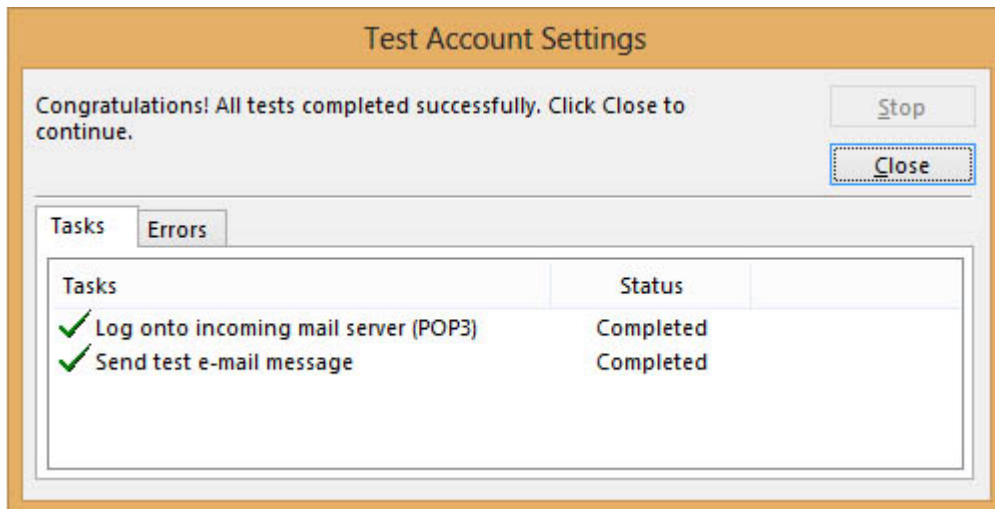 Test Account Settings
Congratulations! All tests completed successfully. Click Close to
continue.
Stop
Close
Tasks
Errors
Tasks Status
Log onto incoming mail server (POP3) Completed
Send test e-mail message Completed